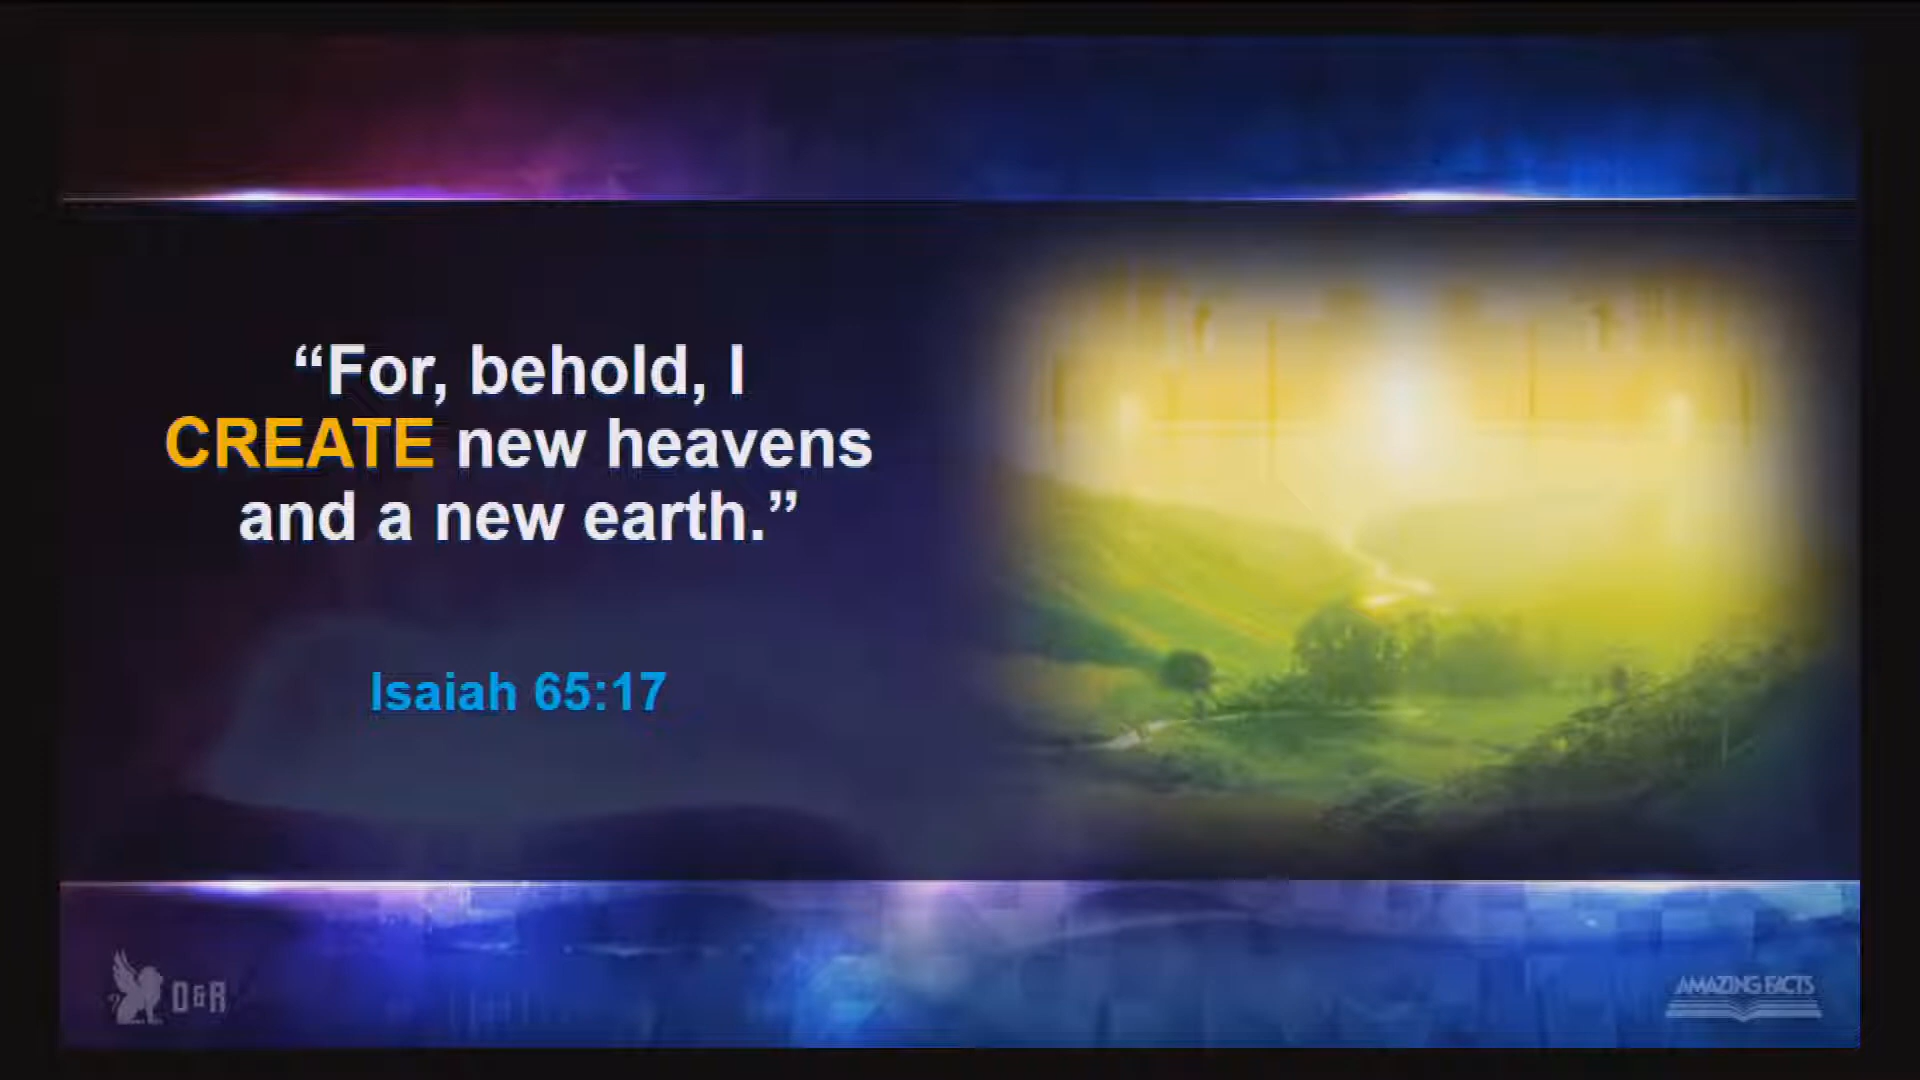 “For, behold, I
CREATE new heavens
and a new earth.”
Isaiah 65:17
D&R
AMAZING FACTS